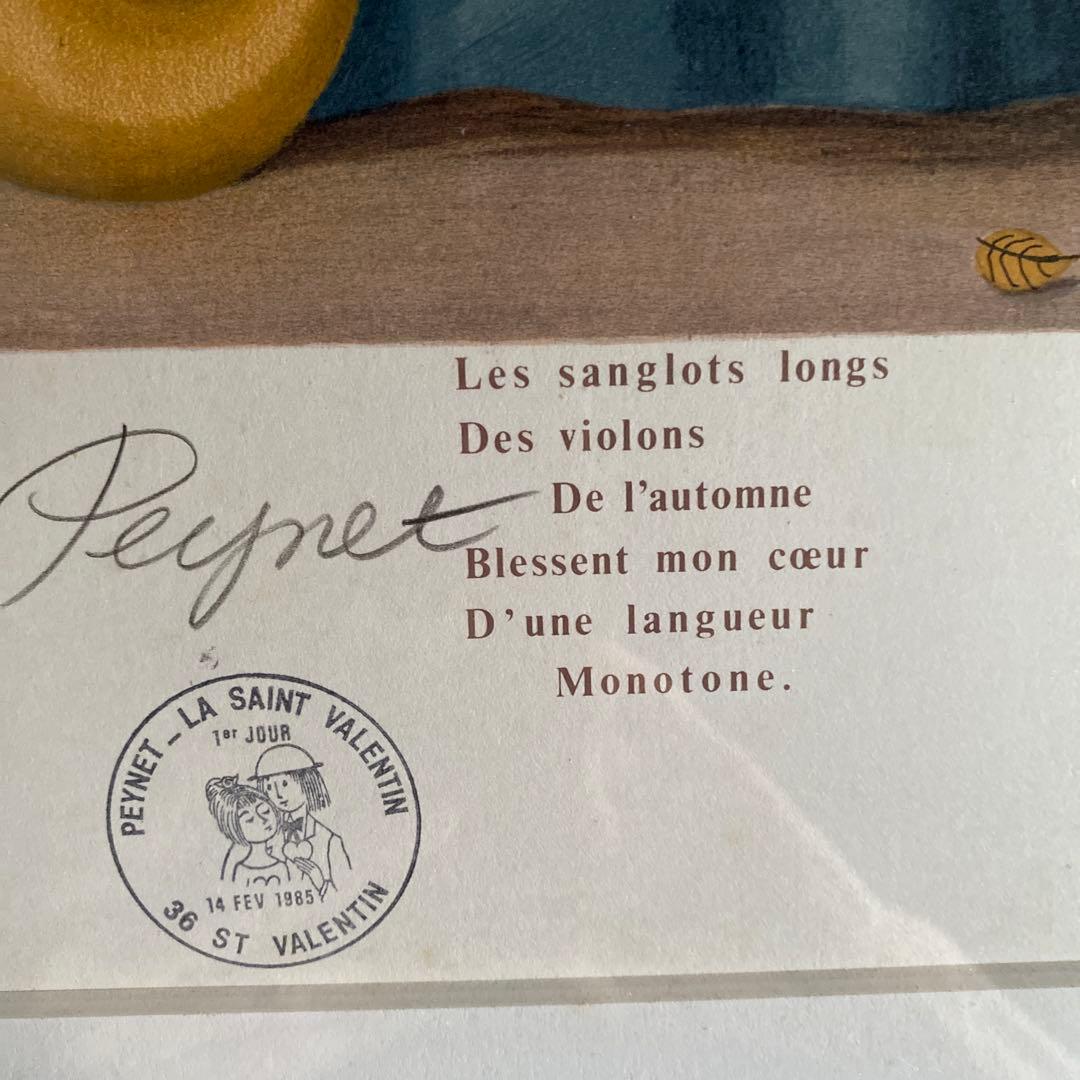 Les sanglots longs
Des violons
De l'automne
Blessent mon cœur
D'une langueur
Monotone.
Peynet
PEYNET - LA SAINT VALENTIN
1er JOUR
14 FEV 1985
36 ST VALENTIN